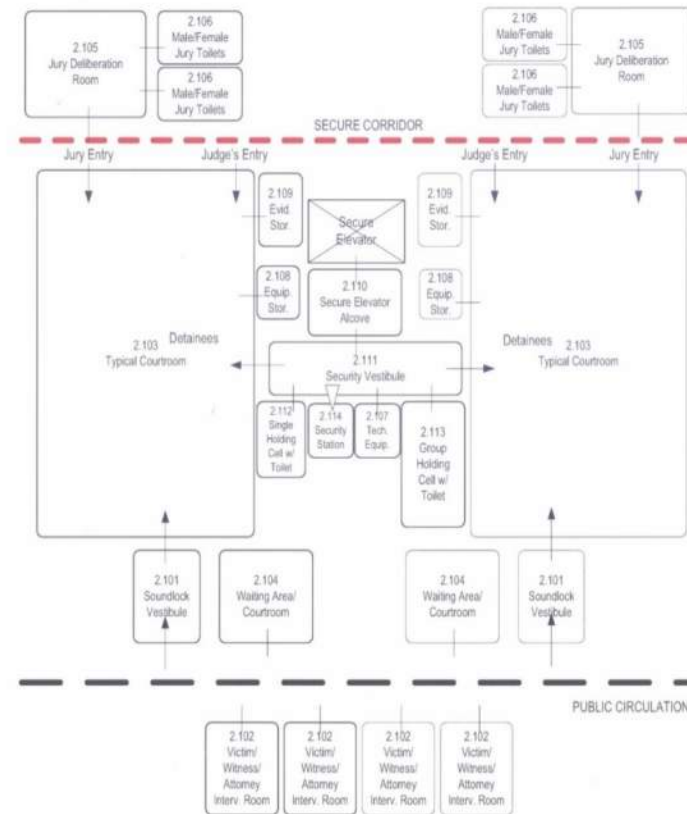 2.105
Jury Deliberation
Room
2.106
Male/Female
Jury Toilets
2.106
Male/Female
Jury Toilets
2.106
Male/Female
Jury Toilets
2.106
Male/Female
Jury Toilets
2.105
Jury Deliberation
Room
SECURE CORRIDOR
Jury Entry
Judge's Entry
Judge's Entry
Jury Entry
2.109
Evid.
Stor.
Secure
Elevator
2.109
Evid.
Stor.
2.108
Equip.
Stor.
2.110
Secure Elevator
Alcove
2.108
Equip.
Stor.
Detainees
2.103
Typical Courtroom
2.111
Security Vestibule
Detainees
2.103
Typical Courtroom
2.112
Single
Holding
Cell w/
Toilet
2.114
Security
Station
2.107
Tech.
Equip.
2.113
Group
Holding
Cell w/
Toilet
2.101
Soundlock
Vestibule
2.104
Waiting Area/
Courtroom
2.104
Waiting Area/
Courtroom
2.101
Soundlock
Vestibule
PUBLIC CIRCULATION
2.102
Victim/
Witness/
Attorney
Interv. Room
2.102
Victim/
Witness/
Attorney
Interv. Room
2.102
Victim/
Witness/
Attorney
Interv. Room
2.102
Victim/
Witness/
Attorney
Interv. Room